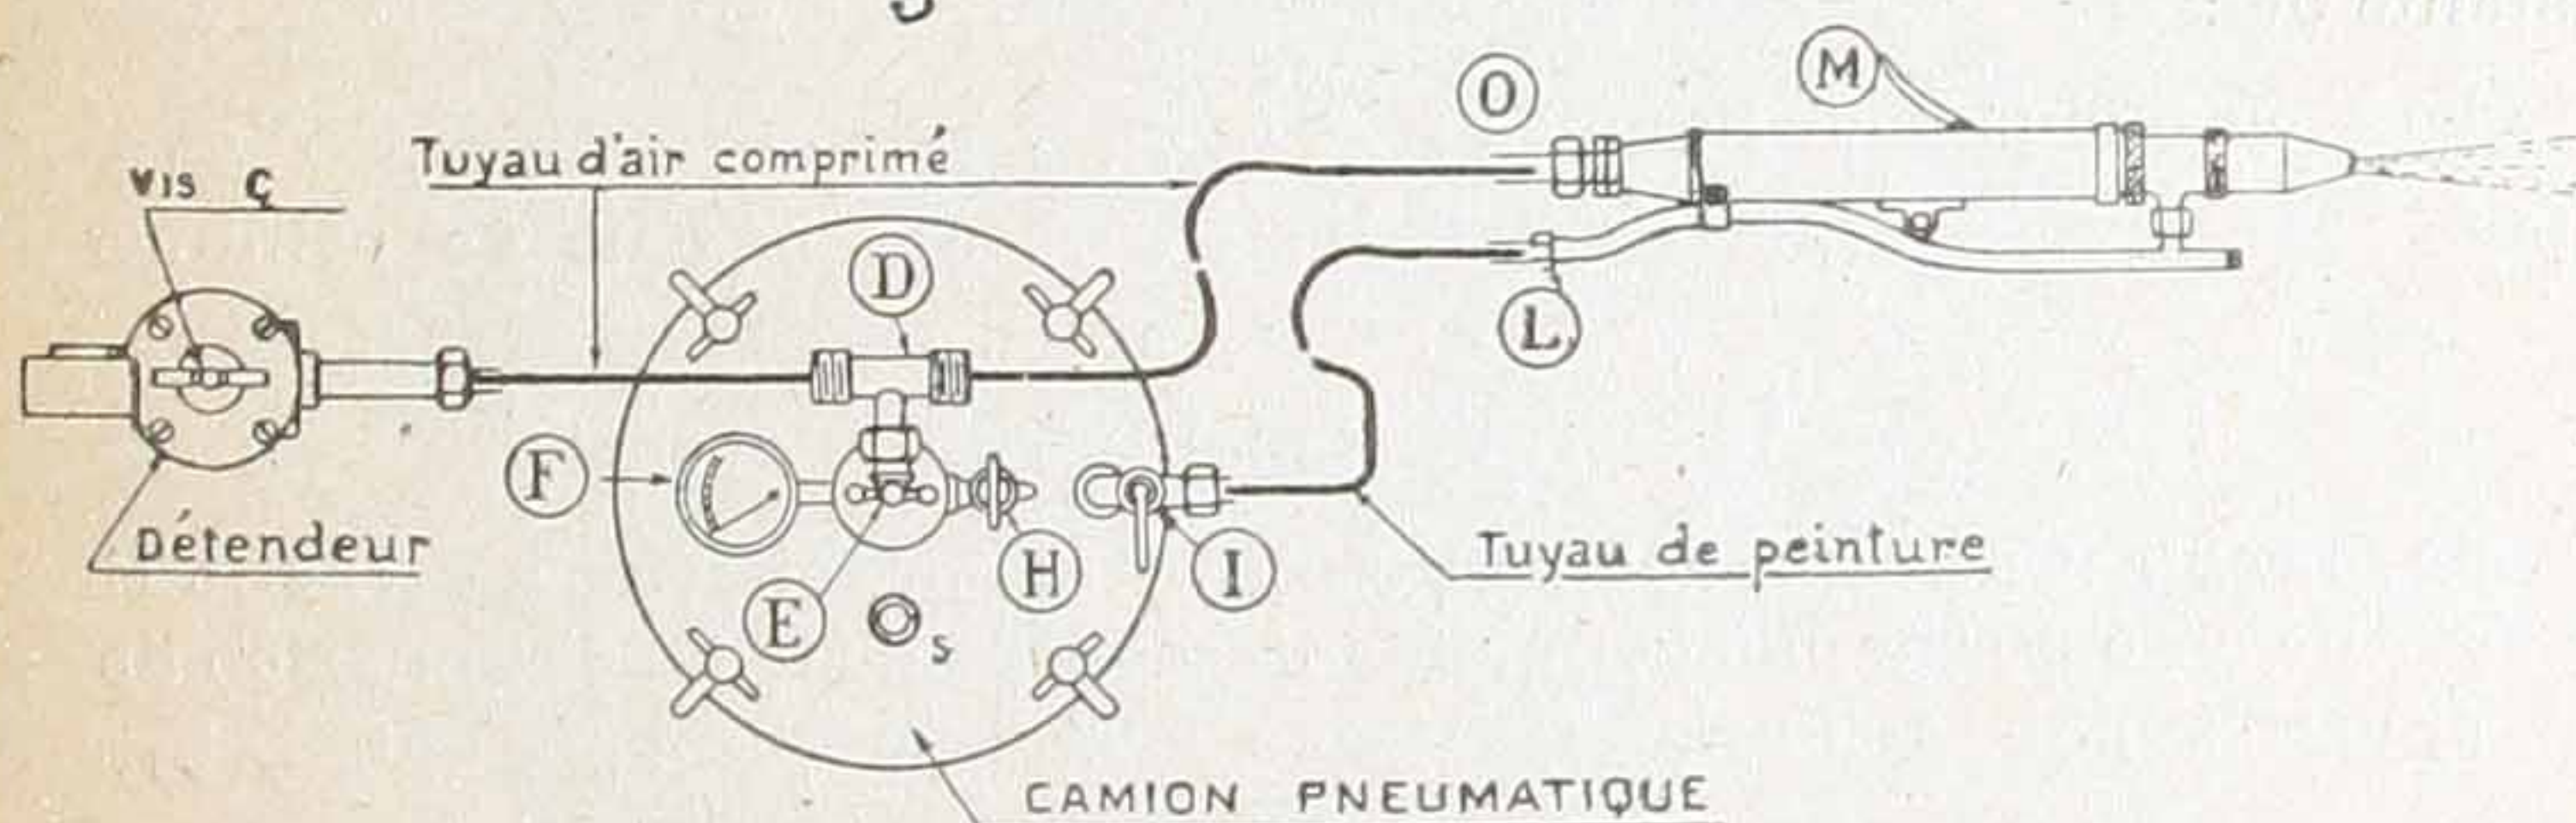 O
M
Tuyau d'air comprimé
VIS Ç
D
L
F
Détendeur
H
I
Tuyau de peinture
E
S
CAMION PNEUMATIQUE